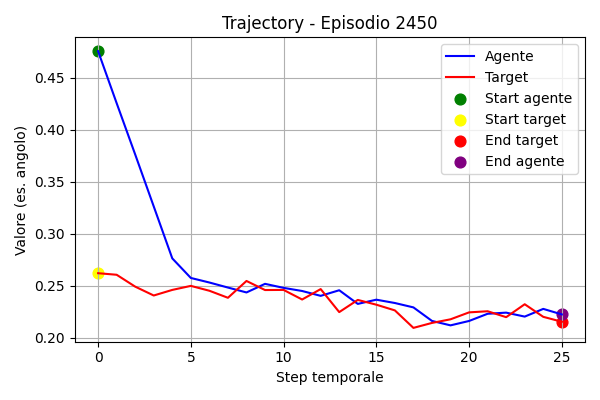 Trajectory - Episodio 2450
Valore (es. angolo)
0.45
0.40
0.35
0.30
0.25
0.20
0
5
10
15
20
25
Step temporale
Agente
Target
Start agente
Start target
End target
End agente